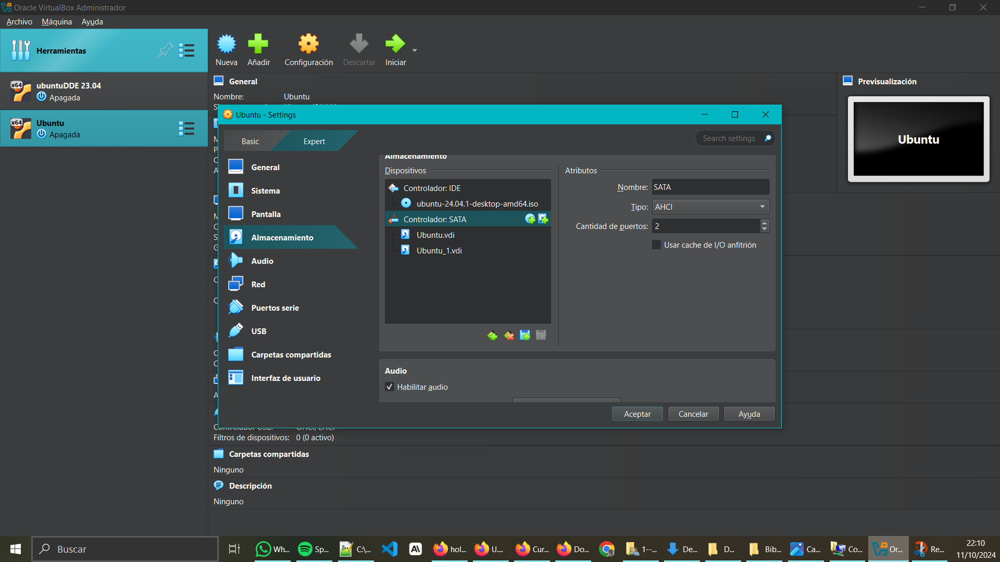 Oracle VirtualBox Administrador
Archivo Máquina Ayuda
Herramientas
Nueva Añadir Configuración Descartar Iniciar
x64 ubuntuDDE 23.04
Apagada
x64 Ubuntu
Apagada
General
Nombre: Ubuntu
Previsualización
Ubuntu
Ubuntu - Settings
Basic Expert
Search settings
General
Sistema
Pantalla
Almacenamiento
Audio
Red
Puertos serie
USB
Carpetas compartidas
Interfaz de usuario
Almacenamiento
Dispositivos
Controlador: IDE
ubuntu-24.04.1-desktop-amd64.iso
Controlador: SATA
Ubuntu.vdi
Ubuntu_1.vdi
Atributos
Nombre: SATA
Tipo: AHCI
Cantidad de puertos: 2
Usar cache de I/O anfitrión
Audio
Habilitar audio
Aceptar Cancelar Ayuda
Filtros de dispositivos: 0 (0 activo)
Carpetas compartidas
Ninguno
Descripción
Ninguno
Buscar
Wh... Sp... C:\... hol... U... Cur... Do... 1--... De... D... Bib... Ca... Co... Or... Re...
22:10
11/10/2024